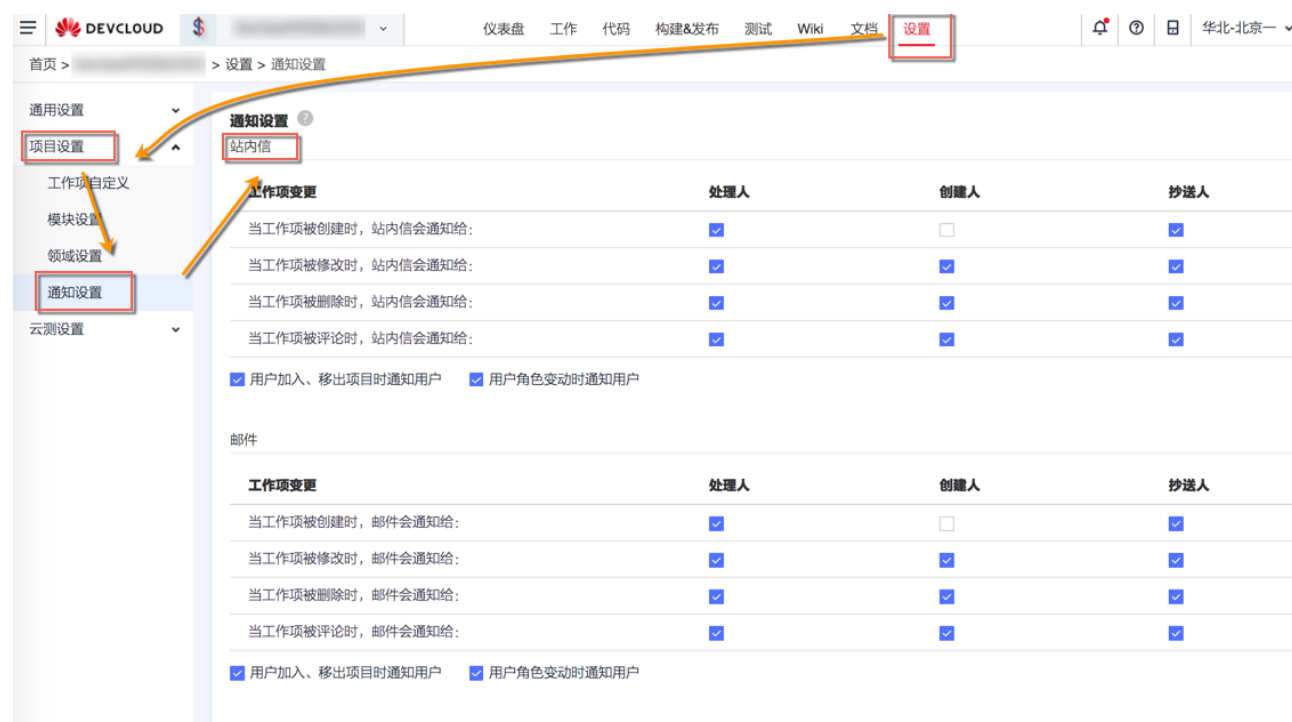 DEVCLOUD 仪表盘 工作 代码 构建&发布 测试 Wiki 文档 设置 华北-北京一
首页 > > 设置 > 通知设置
通用设置
项目设置
工作项自定义
模块设置
领域设置
通知设置
云测设置
通知设置
站内信
工作项变更 处理人 创建人 抄送人
当工作项被创建时，站内信会通知给：
当工作项被修改时，站内信会通知给：
当工作项被删除时，站内信会通知给：
当工作项被评论时，站内信会通知给：
用户加入、移出项目时通知用户 用户角色变动时通知用户
邮件
工作项变更 处理人 创建人 抄送人
当工作项被创建时，邮件会通知给：
当工作项被修改时，邮件会通知给：
当工作项被删除时，邮件会通知给：
当工作项被评论时，邮件会通知给：
用户加入、移出项目时通知用户 用户角色变动时通知用户